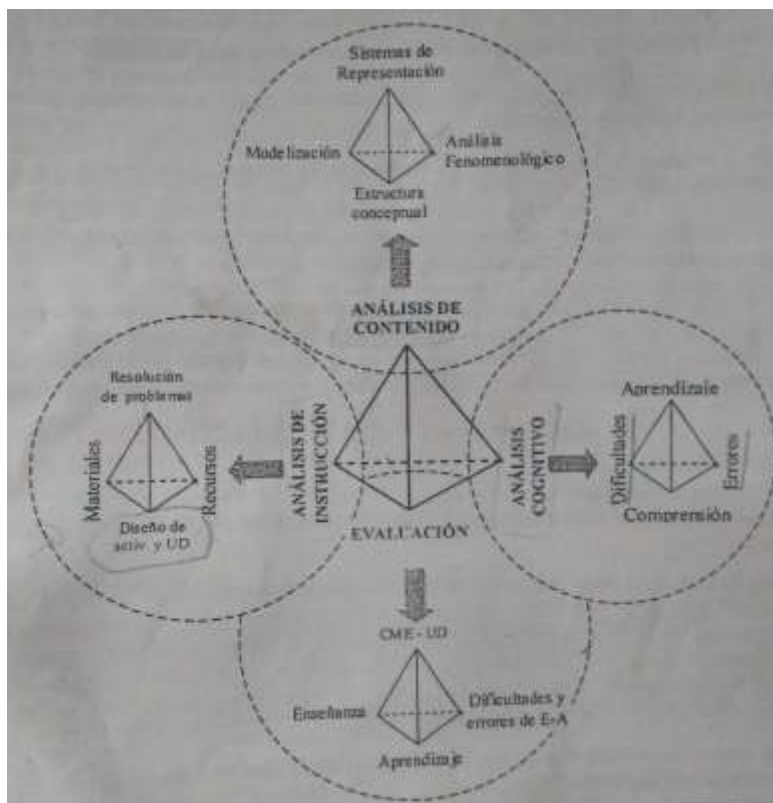 Sistemas de
Representación
Modelización
Análisis
Fenomenológico
Estructura
conceptual
ANÁLISIS DE
CONTENIDO
Resolución
de problemas
Materiales
Recursos
Diseño de
activ. y UD
ANÁLISIS DE
INSTRUCCIÓN
ANÁLISIS
COGNITIVO
EVALUACIÓN
Aprendizaje
Dificultades
Errores
Comprensión
CME - UD
Enseñanza
Dificultades y
errores de E-A
Aprendizaje